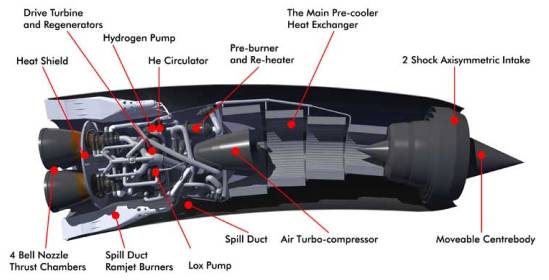 Drive Turbine
and Regenerators
Hydrogen Pump
Heat Shield
He Circulator
Pre-burner
and Re-heater
The Main Pre-cooler
Heat Exchanger
2 Shock Axisymmetric Intake
4 Bell Nozzle
Thrust Chambers
Spill Duct
Ramjet Burners
Lox Pump
Spill Duct
Air Turbo-compressor
Moveable Centrebody